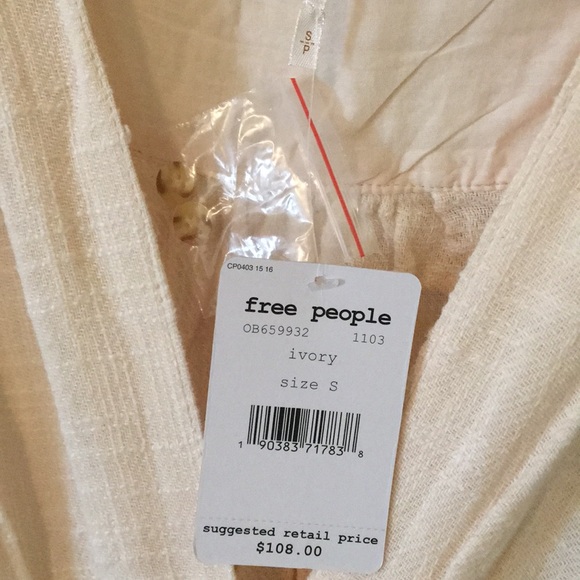 S.P.
CP0403 15 16
free people
OB659932 1103
ivory
size S
1 90383 71783 8
suggested retail price
$108.00